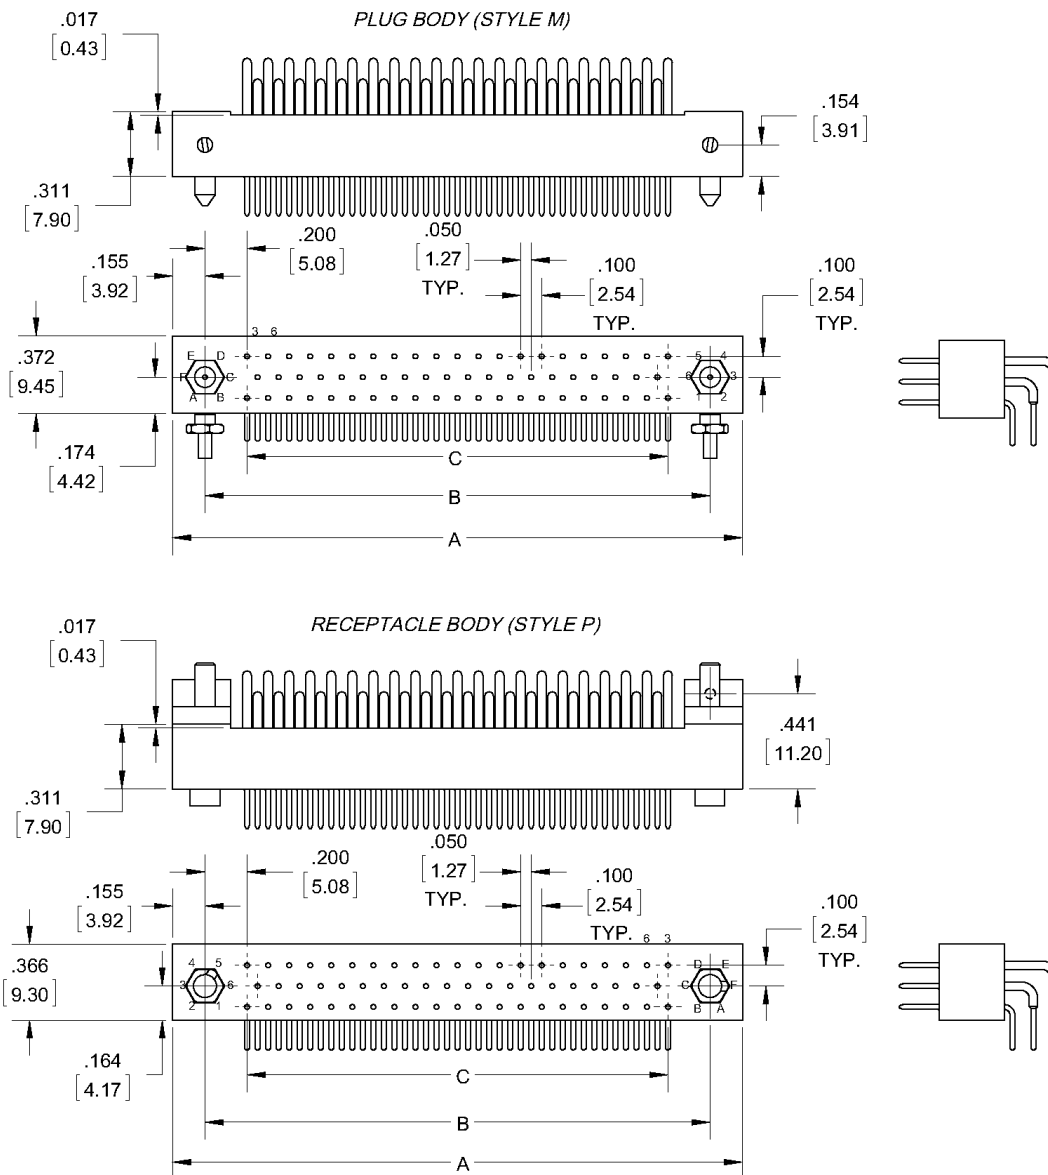 PLUG BODY (STYLE M)
.017
[0.43]
.154
[3.91]
.311
[7.90]
.200
[5.08]
.050
[1.27]
TYP.
.155
[3.92]
.100
[2.54]
TYP.
.100
[2.54]
TYP.
3 6
.372
[9.45]
E D
F C
A B
5 4
6 3
1 2
.174
[4.42]
C
B
A
RECEPTACLE BODY (STYLE P)
.017
[0.43]
.441
[11.20]
.311
[7.90]
.200
[5.08]
.050
[1.27]
TYP.
.155
[3.92]
.100
[2.54]
TYP.
.100
[2.54]
TYP.
6 3
.366
[9.30]
4 5
3 6
2 1
D E
C F
B A
.164
[4.17]
C
B
A